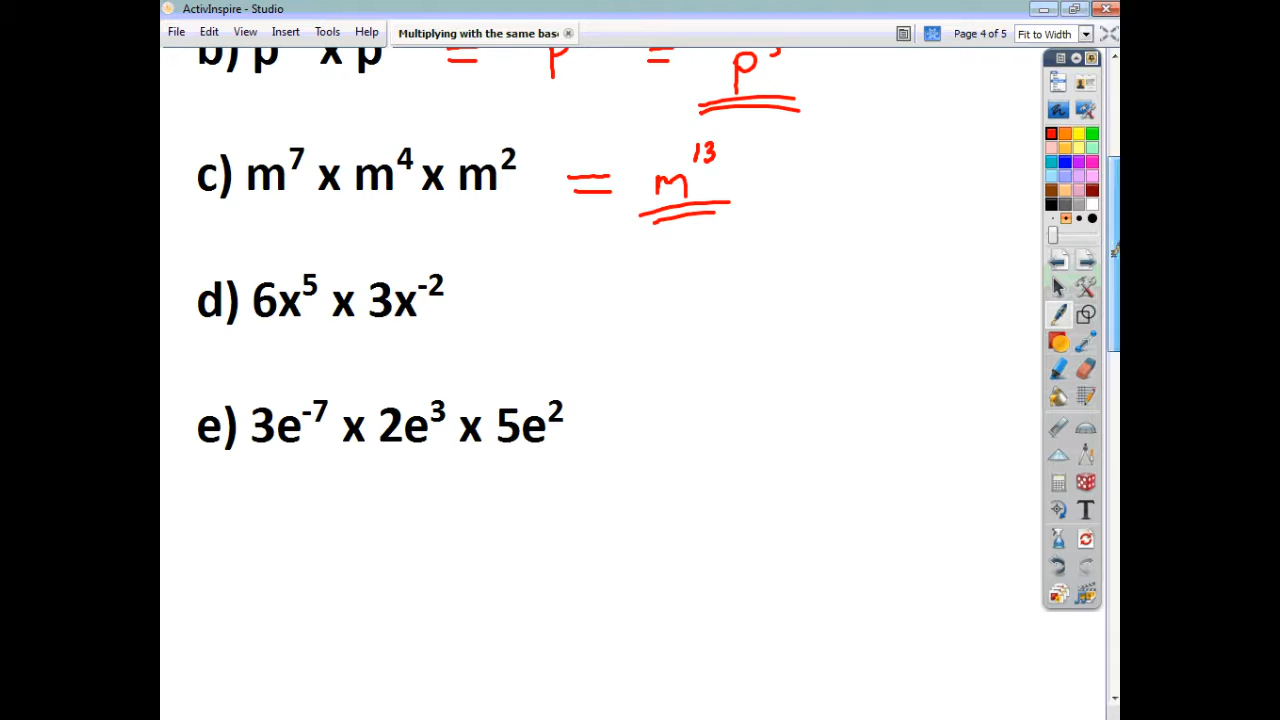 ActivInspire - Studio
File Edit View Insert Tools Help Multiplying with the same bas Page 4 of 5 Fit to Width
b) p x p = p = p
c) m⁷ x m⁴ x m² = m¹³
d) 6x⁵ x 3x⁻²
e) 3e⁻⁷ x 2e³ x 5e²
T